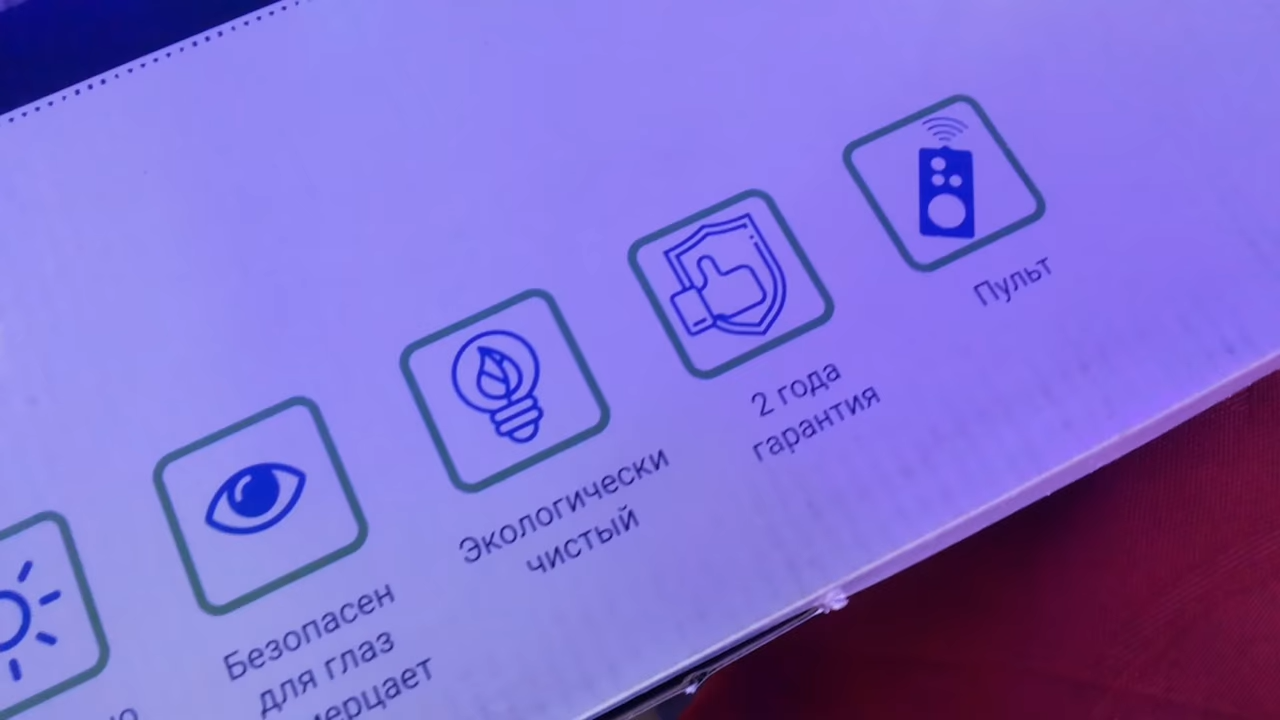 Безопасен
для глаз
Экологически
чистый
2 года
гарантия
Пульт